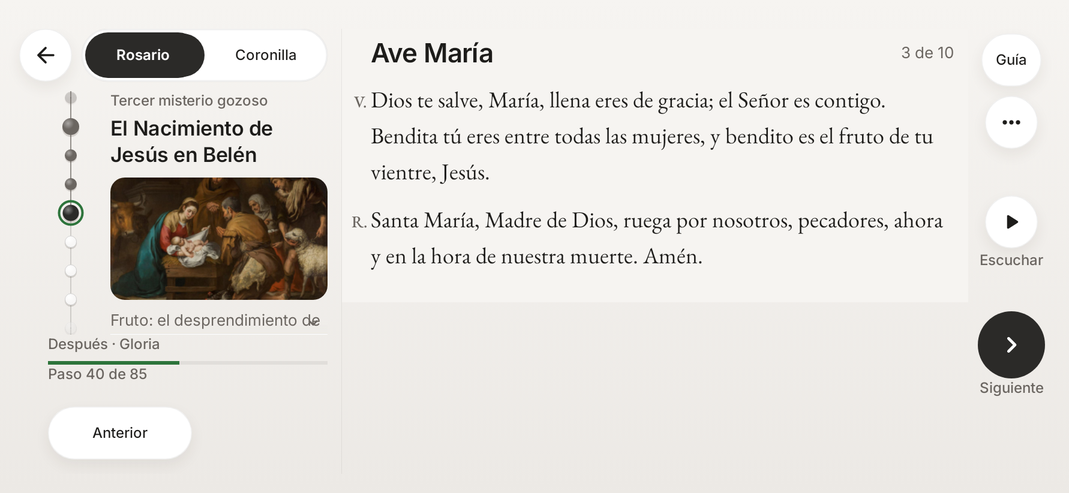 Rosario
Coronilla
Tercer misterio gozoso
El Nacimiento de
Jesús en Belén
Fruto: el desprendimiento de
Después · Gloria
Paso 40 de 85
Anterior
Ave María
3 de 10
V. Dios te salve, María, llena eres de gracia; el Señor es contigo.
Bendita tú eres entre todas las mujeres, y bendito es el fruto de tu
vientre, Jesús.
R. Santa María, Madre de Dios, ruega por nosotros, pecadores, ahora
y en la hora de nuestra muerte. Amén.
Guía
Escuchar
Siguiente